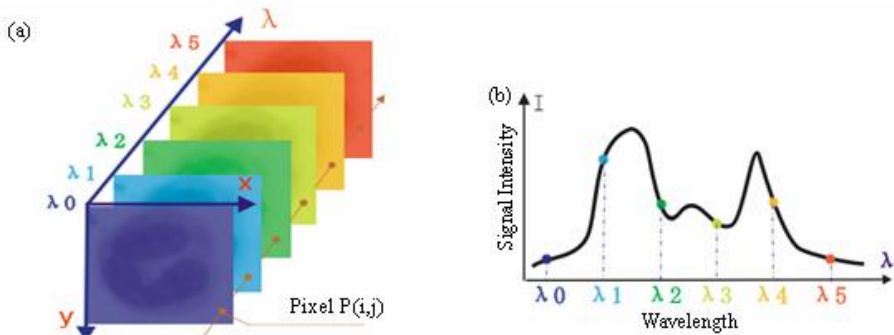 (a)
λ
λ 5
λ 4
λ 3
λ 2
λ 1
λ 0
X
y
Pixel P(i,j)
(b)
I
Signal Intensity
λ
λ 0 λ 1 λ 2 λ 3 λ 4 λ 5
Wavelength